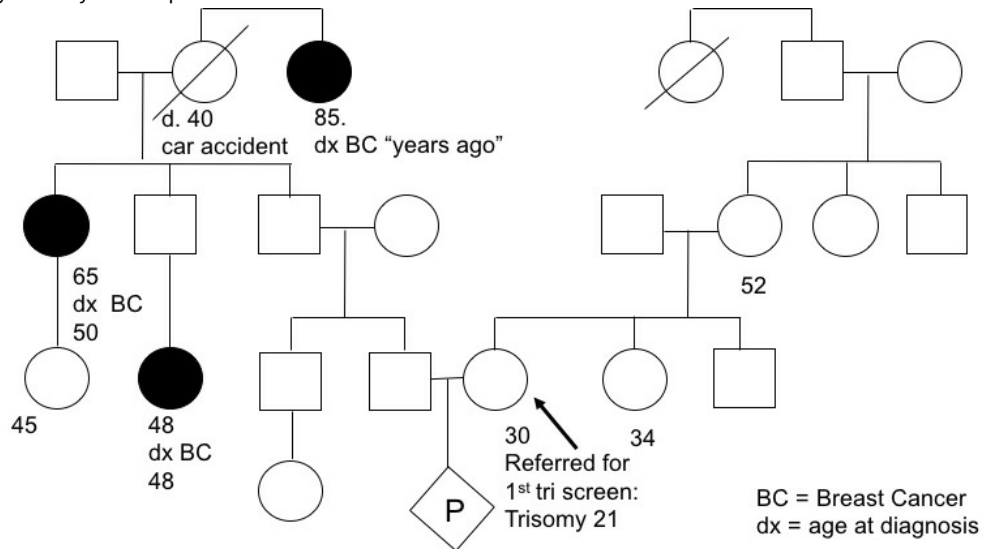 d. 40
car accident
85.
dx BC “years ago”
65
dx BC
50
52
45
48
dx BC
48
30
Referred for
1st tri screen:
Trisomy 21
34
P
BC = Breast Cancer
dx = age at diagnosis